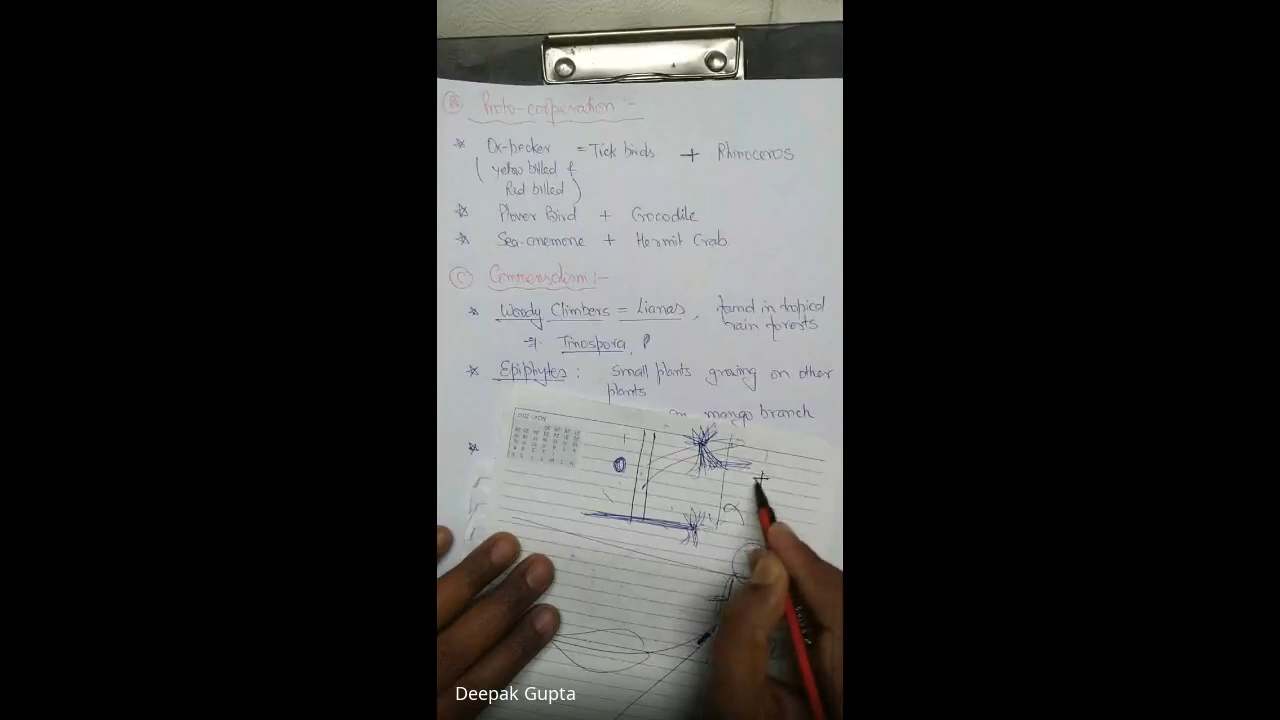 B Proto-cooperation :-
* Ox-pecker = Tick birds + Rhinoceros
( yellow billed &
Red billed )
* Plover Bird + Crocodile
* Sea-anemone + Hermit Crab.
C Commensalism :-
* Woody Climbers = Lianas, found in tropical
rain forests
Tinospora, P
* Epiphytes : Small plants growing on other
plants
on mango branch
*
Deepak Gupta